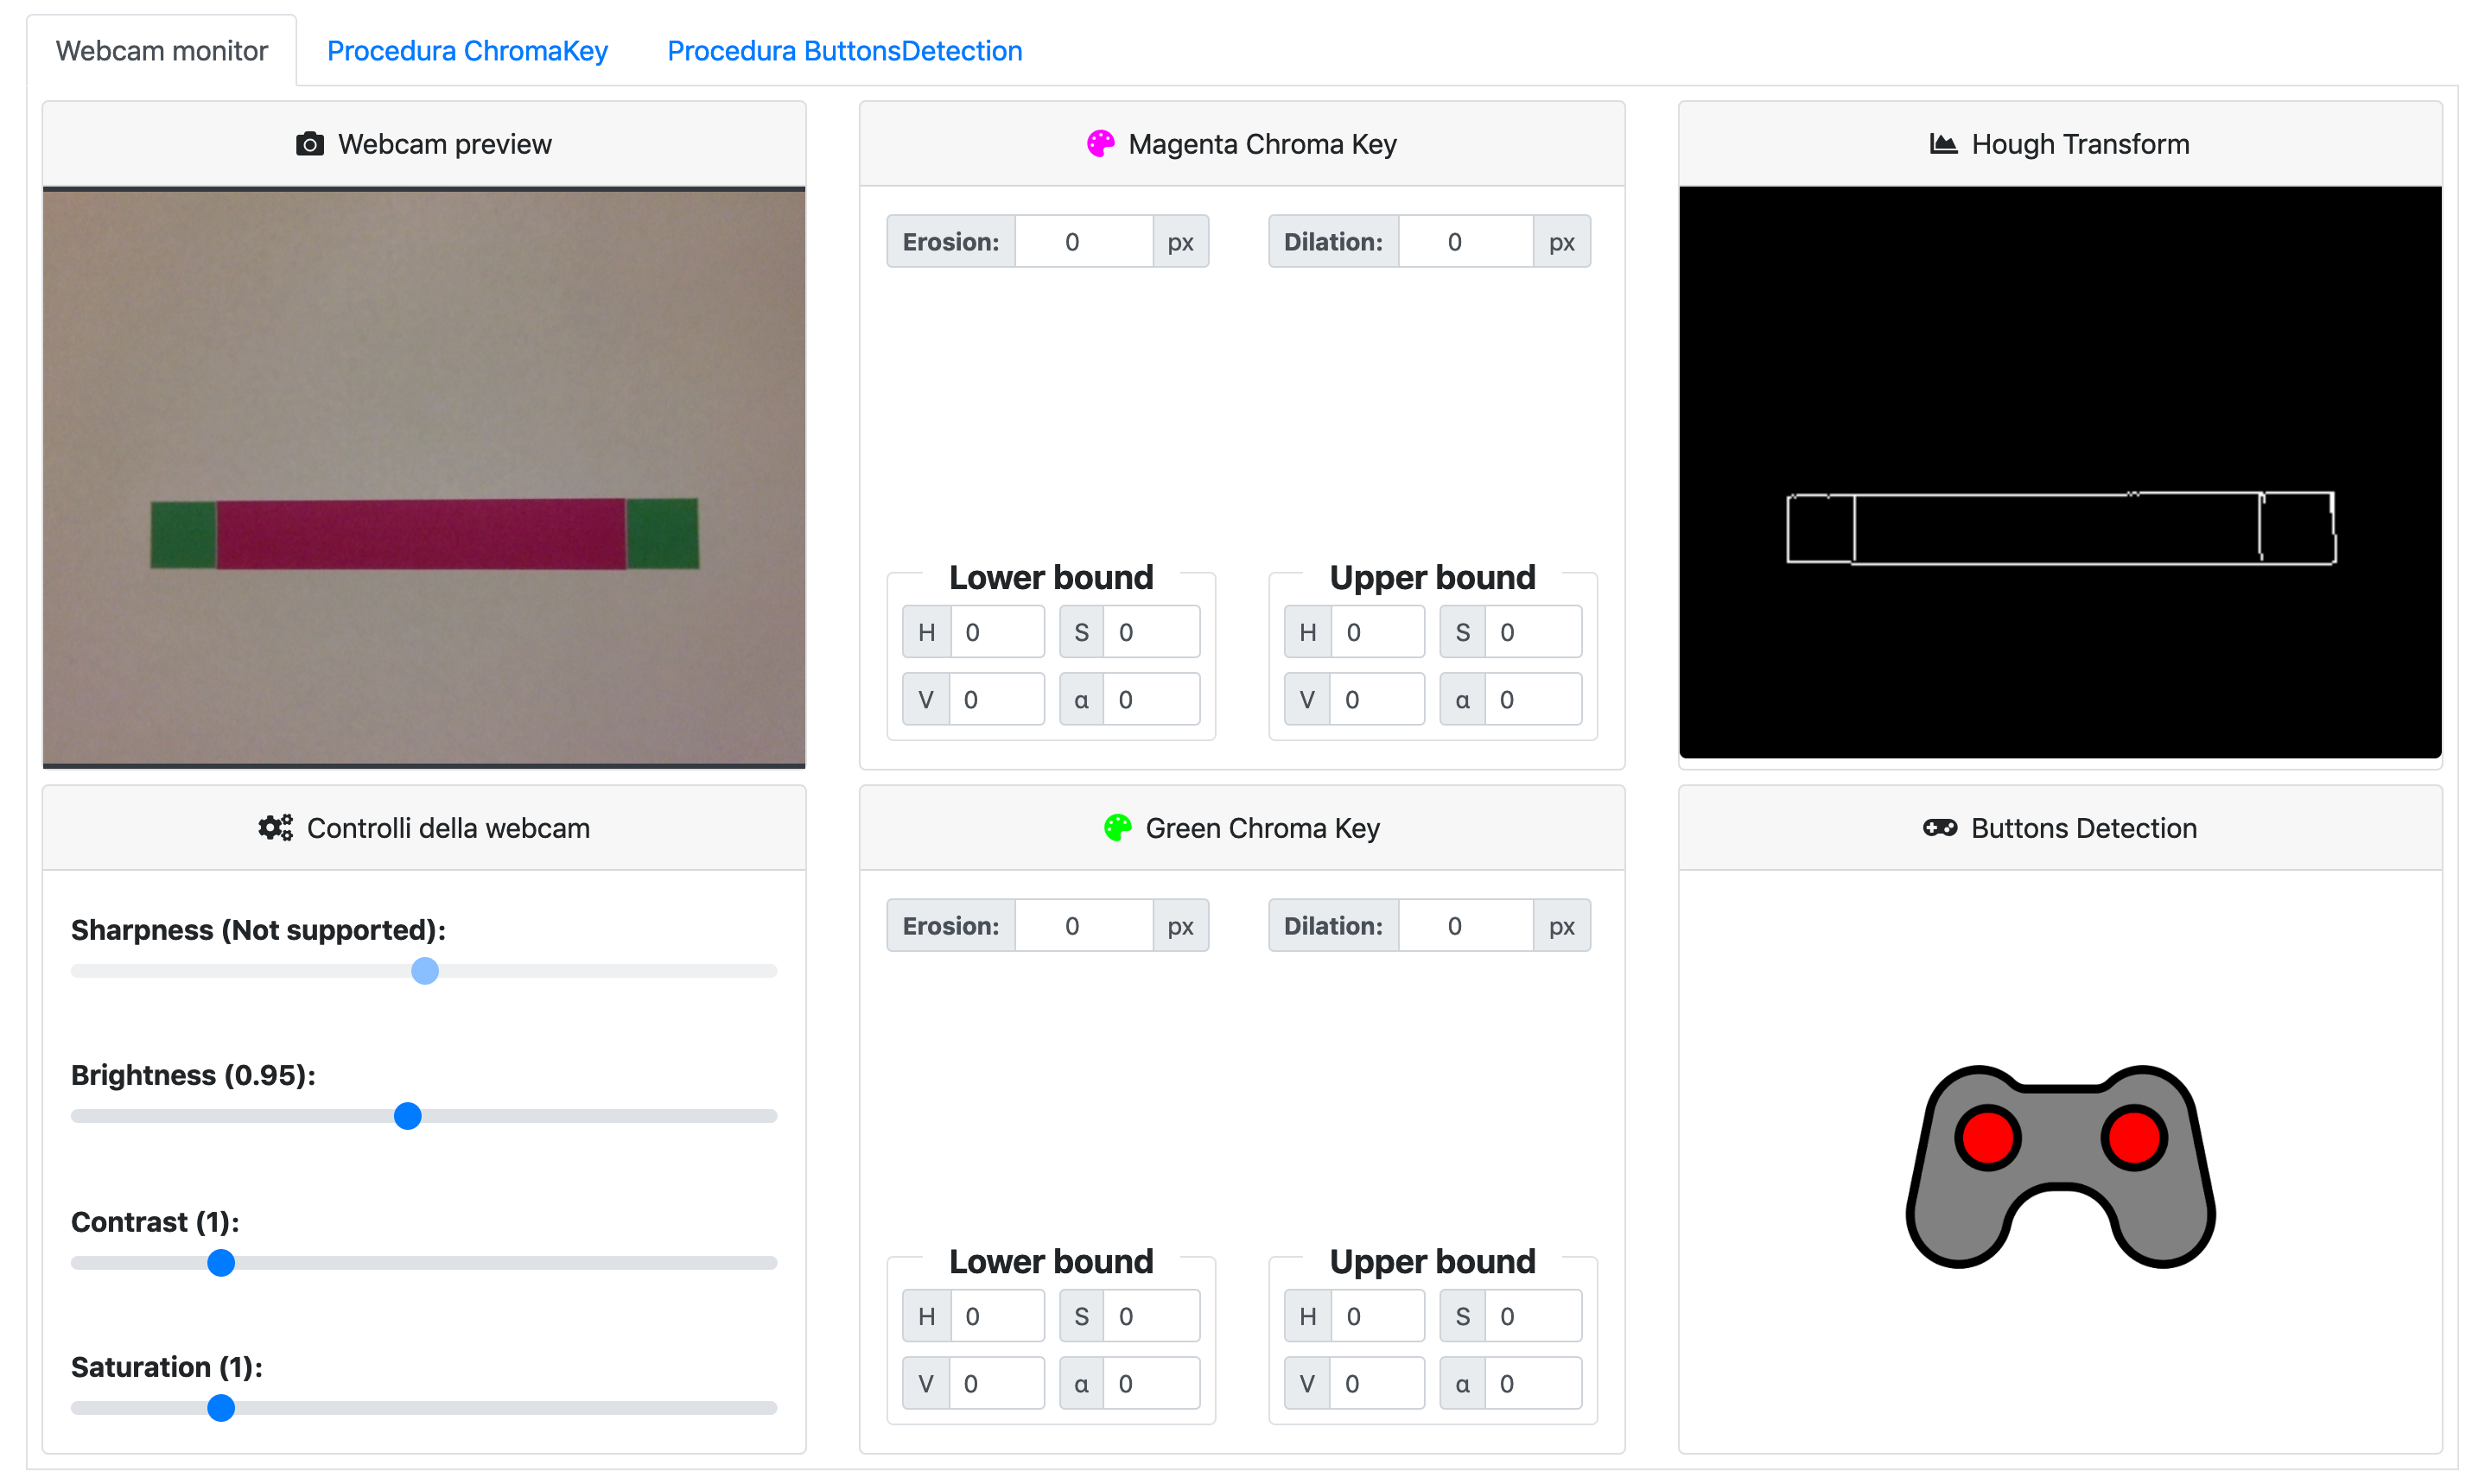 Webcam monitor
Procedura ChromaKey
Procedura ButtonsDetection
Webcam preview
Magenta Chroma Key
Erosion: 0 px
Dilation: 0 px
Lower bound
H 0 S 0
V 0 α 0
Upper bound
H 0 S 0
V 0 α 0
Hough Transform
Controlli della webcam
Sharpness (Not supported):
Brightness (0.95):
Contrast (1):
Saturation (1):
Green Chroma Key
Erosion: 0 px
Dilation: 0 px
Lower bound
H 0 S 0
V 0 α 0
Upper bound
H 0 S 0
V 0 α 0
Buttons Detection